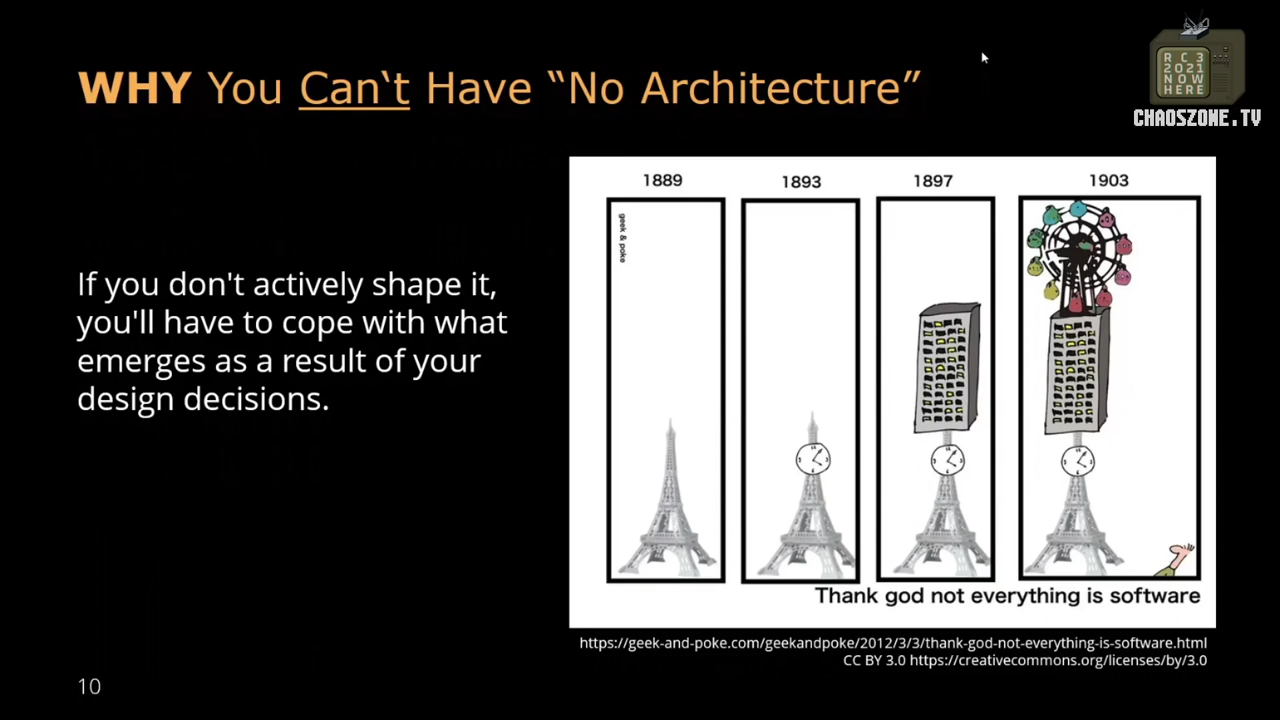 WHY You Can‘t Have “No Architecture”
R C 3
2021
NOW
HERE
CHAOSZONE.TV
If you don't actively shape it,
you'll have to cope with what
emerges as a result of your
design decisions.
1889
1893
1897
1903
geek & poke
Thank god not everything is software
https://geek-and-poke.com/geekandpoke/2012/3/3/thank-god-not-everything-is-software.html
CC BY 3.0 https://creativecommons.org/licenses/by/3.0
10